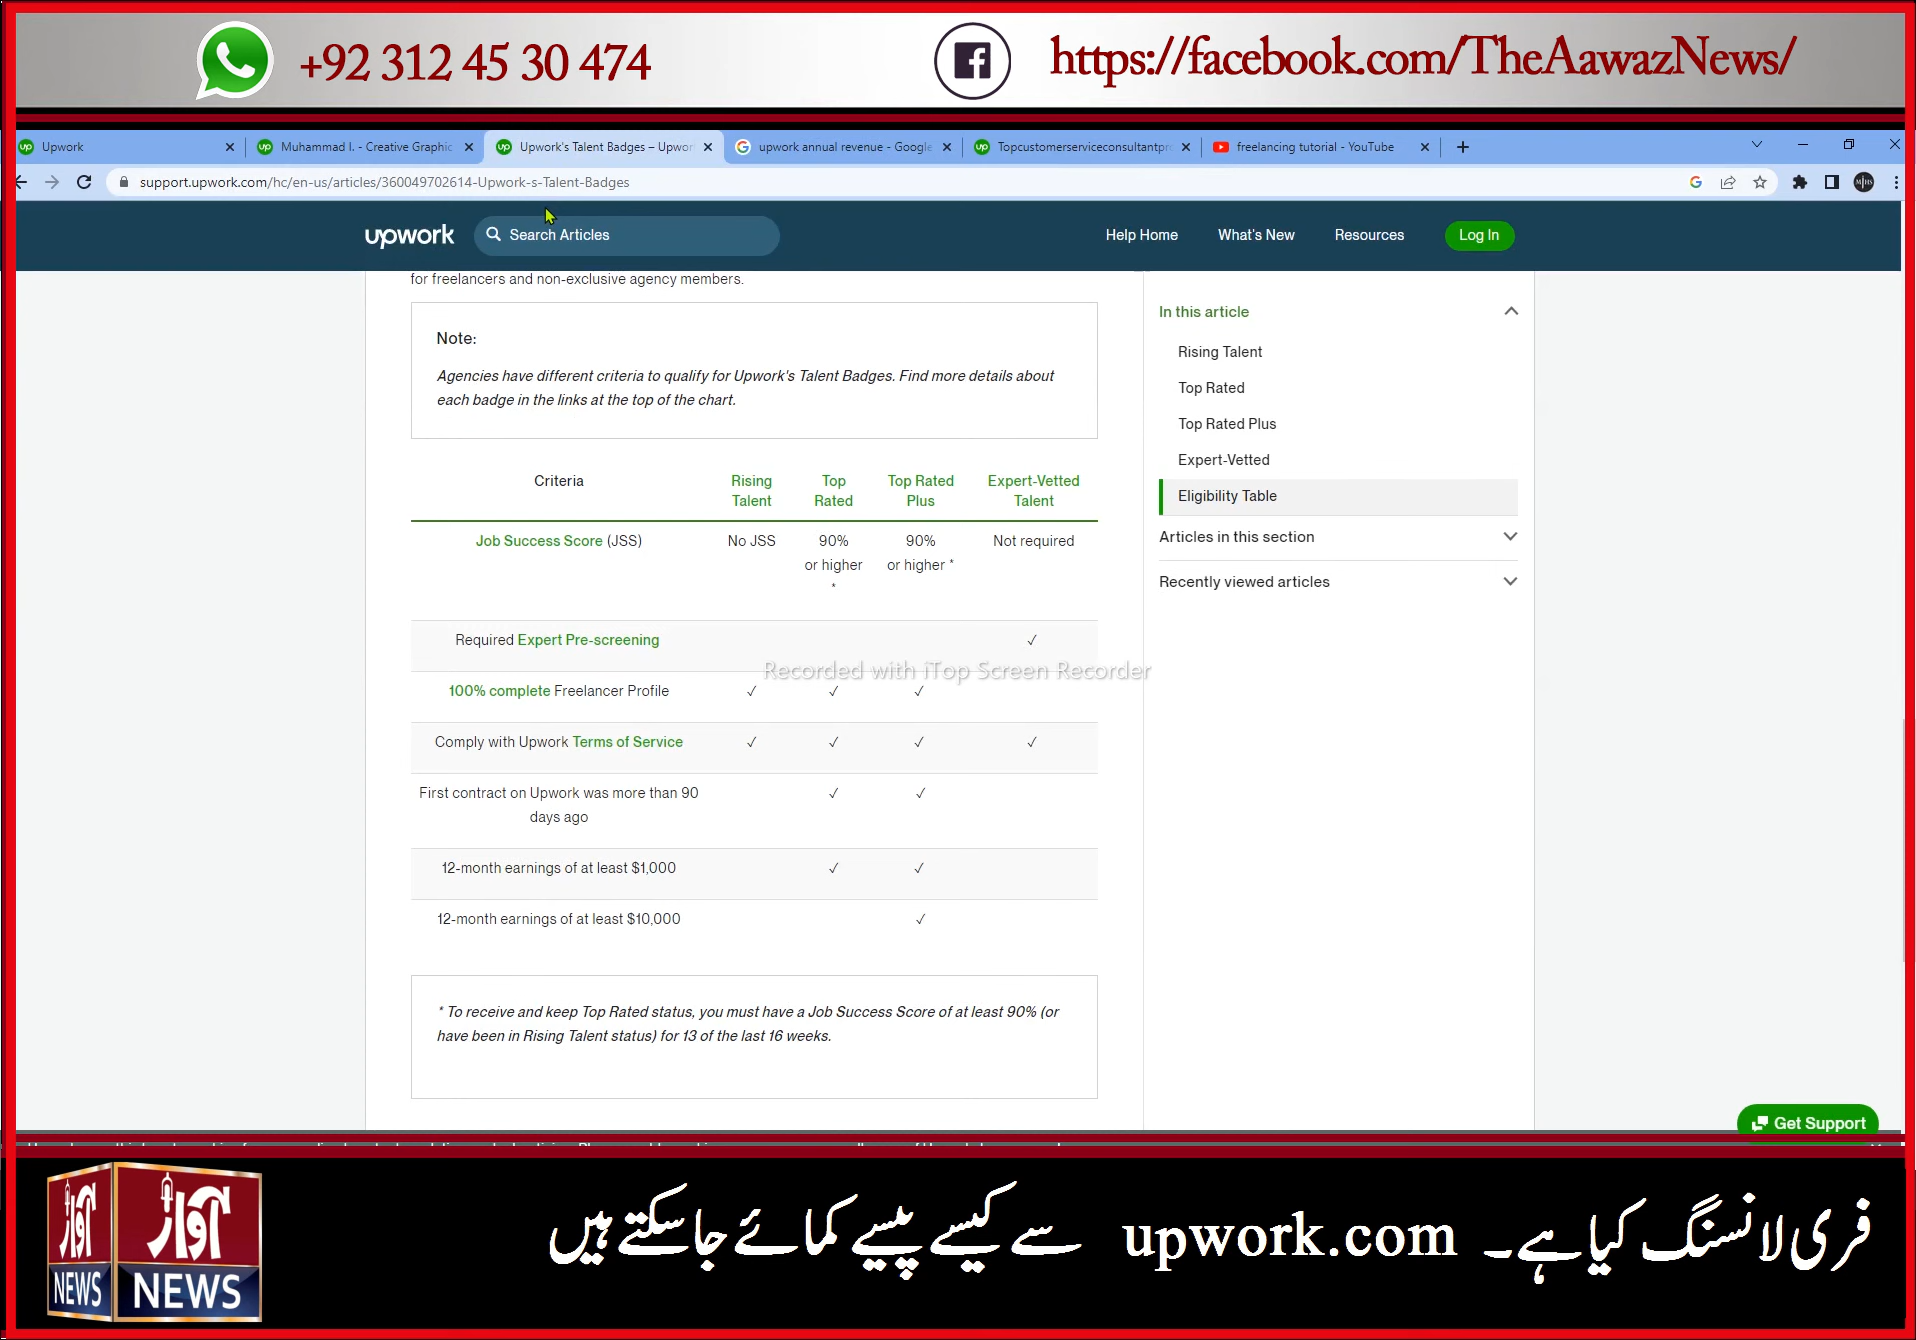 +92 312 45 30 474
https://facebook.com/TheAawazNews/
Upwork
Muhammad I. - Creative Graphic
Upwork's Talent Badges – Upwor
upwork annual revenue - Google
Topcustomerserviceconsultantpro
freelancing tutorial - YouTube
support.upwork.com/hc/en-us/articles/360049702614-Upwork-s-Talent-Badges
upwork
Search Articles
Help Home
What's New
Resources
Log In
for freelancers and non-exclusive agency members.
Note:
Agencies have different criteria to qualify for Upwork's Talent Badges. Find more details about
each badge in the links at the top of the chart.
Criteria Rising Talent Top Rated Top Rated Plus Expert-Vetted Talent
Job Success Score (JSS) No JSS 90% or higher * 90% or higher * Not required
Required Expert Pre-screening ✓
100% complete Freelancer Profile ✓ ✓ ✓
Comply with Upwork Terms of Service ✓ ✓ ✓ ✓
First contract on Upwork was more than 90 days ago ✓ ✓
12-month earnings of at least $1,000 ✓ ✓
12-month earnings of at least $10,000 ✓
* To receive and keep Top Rated status, you must have a Job Success Score of at least 90% (or
have been in Rising Talent status) for 13 of the last 16 weeks.
In this article
Rising Talent
Top Rated
Top Rated Plus
Expert-Vetted
Eligibility Table
Articles in this section
Recently viewed articles
Recorded with iTop Screen Recorder
Get Support
آواز
NEWS
آواز
NEWS
فری لانسنگ کیا ہے۔ upwork.com سے کیسے پیسے کمائے جا سکتے ہیں